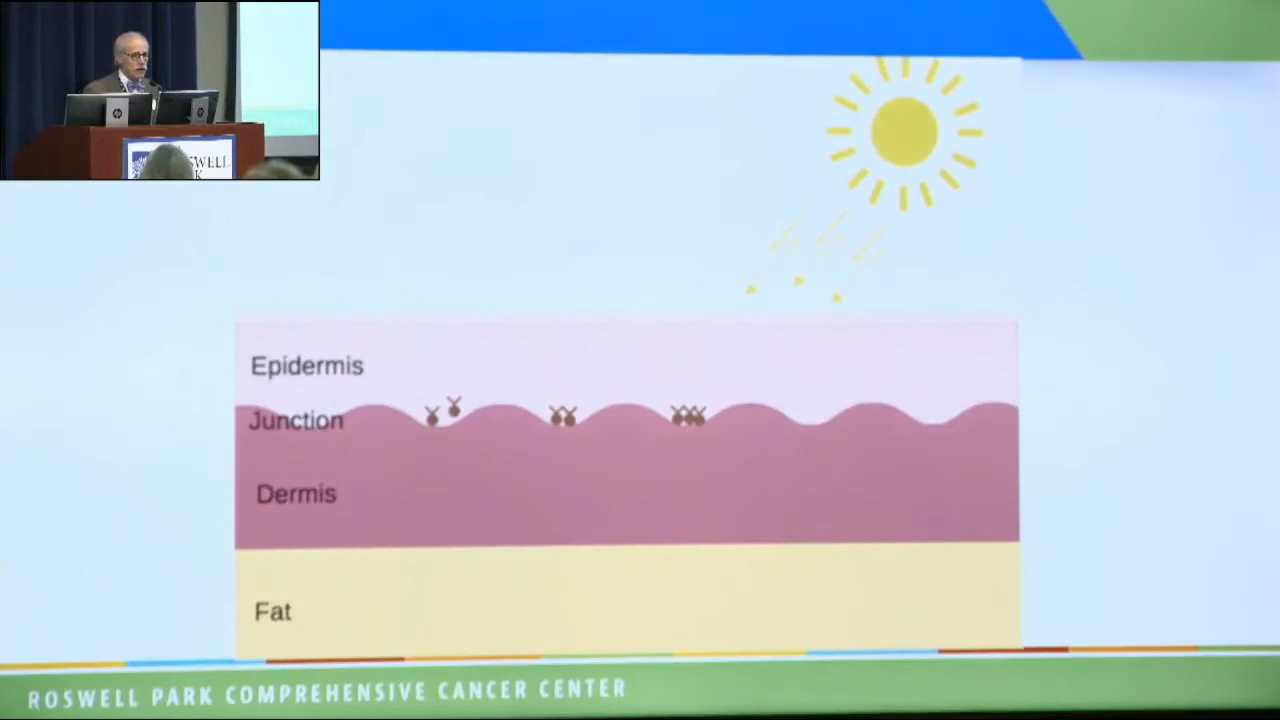 Epidermis
Junction
Dermis
Fat
ROSWELL PARK COMPREHENSIVE CANCER CENTER